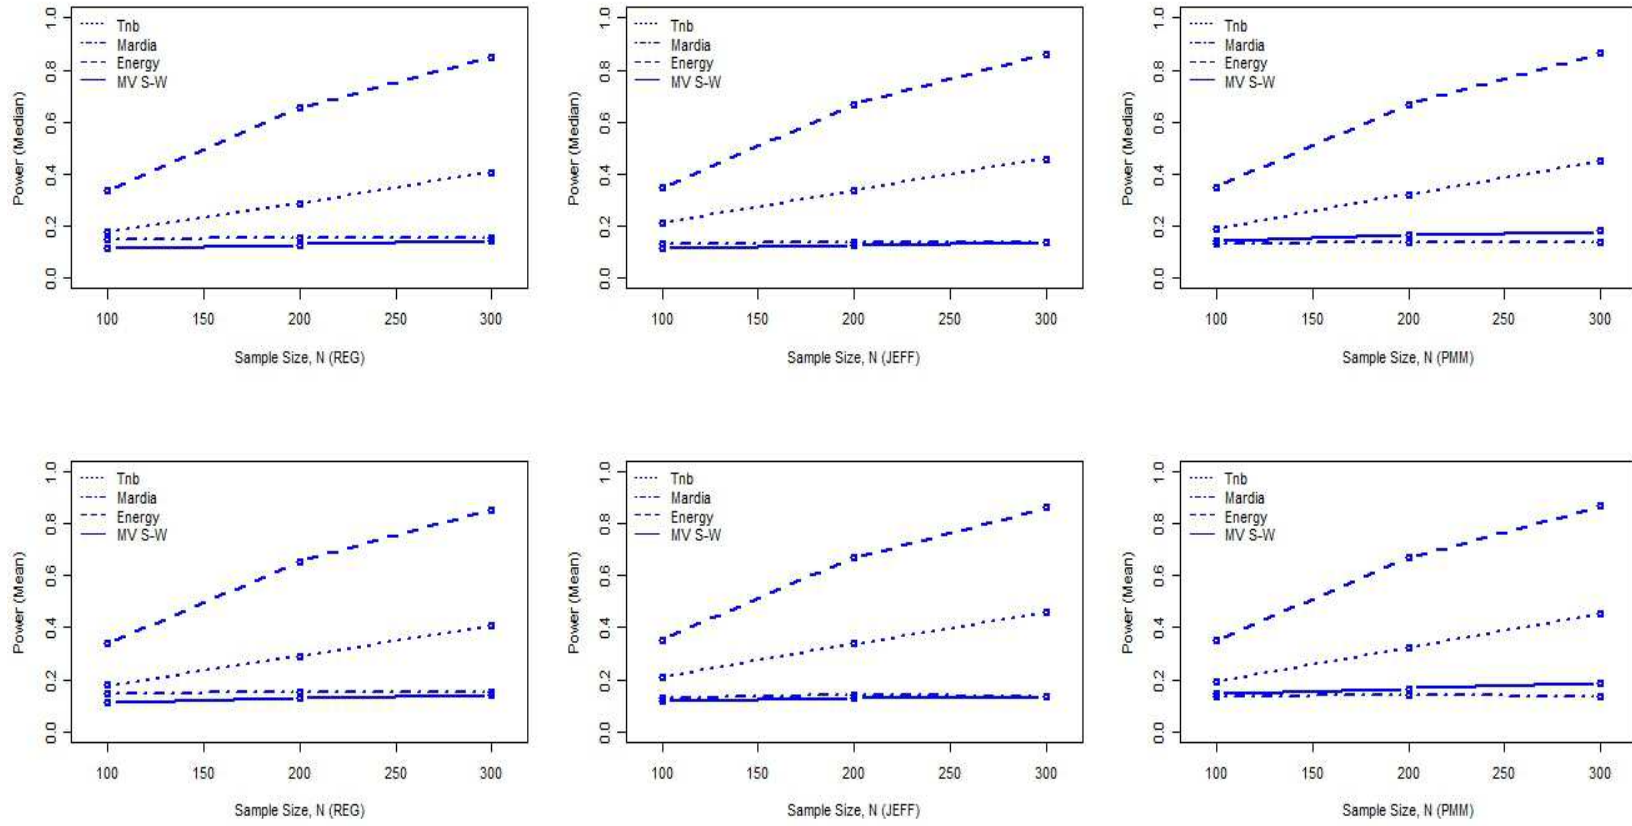 Power (Median)
1.0
0.8
0.6
0.4
0.2
0.0
Tnb
Mardia
Energy
MV S-W
100 150 200 250 300
Sample Size, N (REG)
Power (Median)
1.0
0.8
0.6
0.4
0.2
0.0
Tnb
Mardia
Energy
MV S-W
100 150 200 250 300
Sample Size, N (JEFF)
Power (Median)
1.0
0.8
0.6
0.4
0.2
0.0
Tnb
Mardia
Energy
MV S-W
100 150 200 250 300
Sample Size, N (PMM)
Power (Mean)
1.0
0.8
0.6
0.4
0.2
0.0
Tnb
Mardia
Energy
MV S-W
100 150 200 250 300
Sample Size, N (REG)
Power (Mean)
1.0
0.8
0.6
0.4
0.2
0.0
Tnb
Mardia
Energy
MV S-W
100 150 200 250 300
Sample Size, N (JEFF)
Power (Mean)
1.0
0.8
0.6
0.4
0.2
0.0
Tnb
Mardia
Energy
MV S-W
100 150 200 250 300
Sample Size, N (PMM)